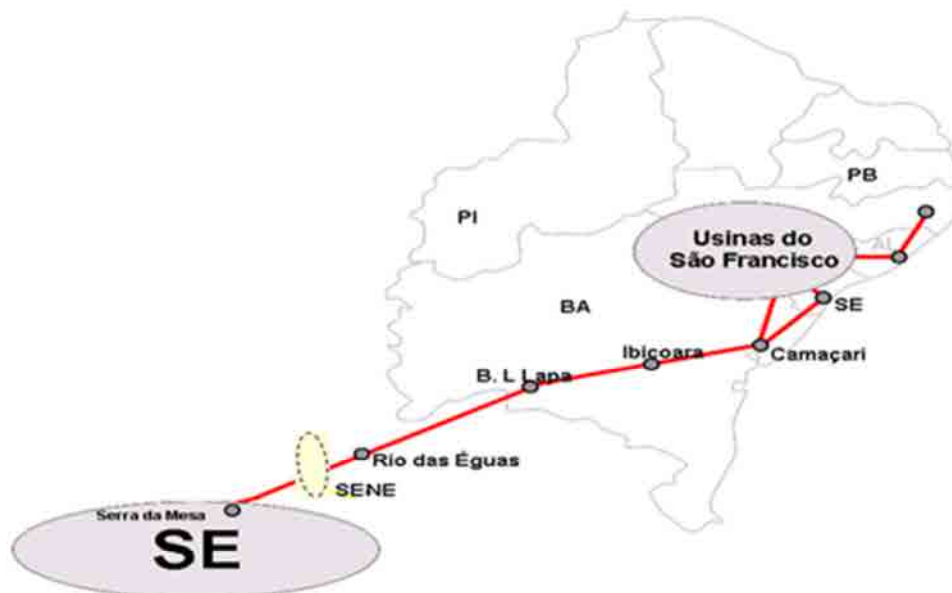 PB
PI
Usinas do
São Francisco
AL
BA
SE
Ibiçoara
Camaçari
B. L Lapa
Rio das Éguas
SENE
Serra da Mesa
SE